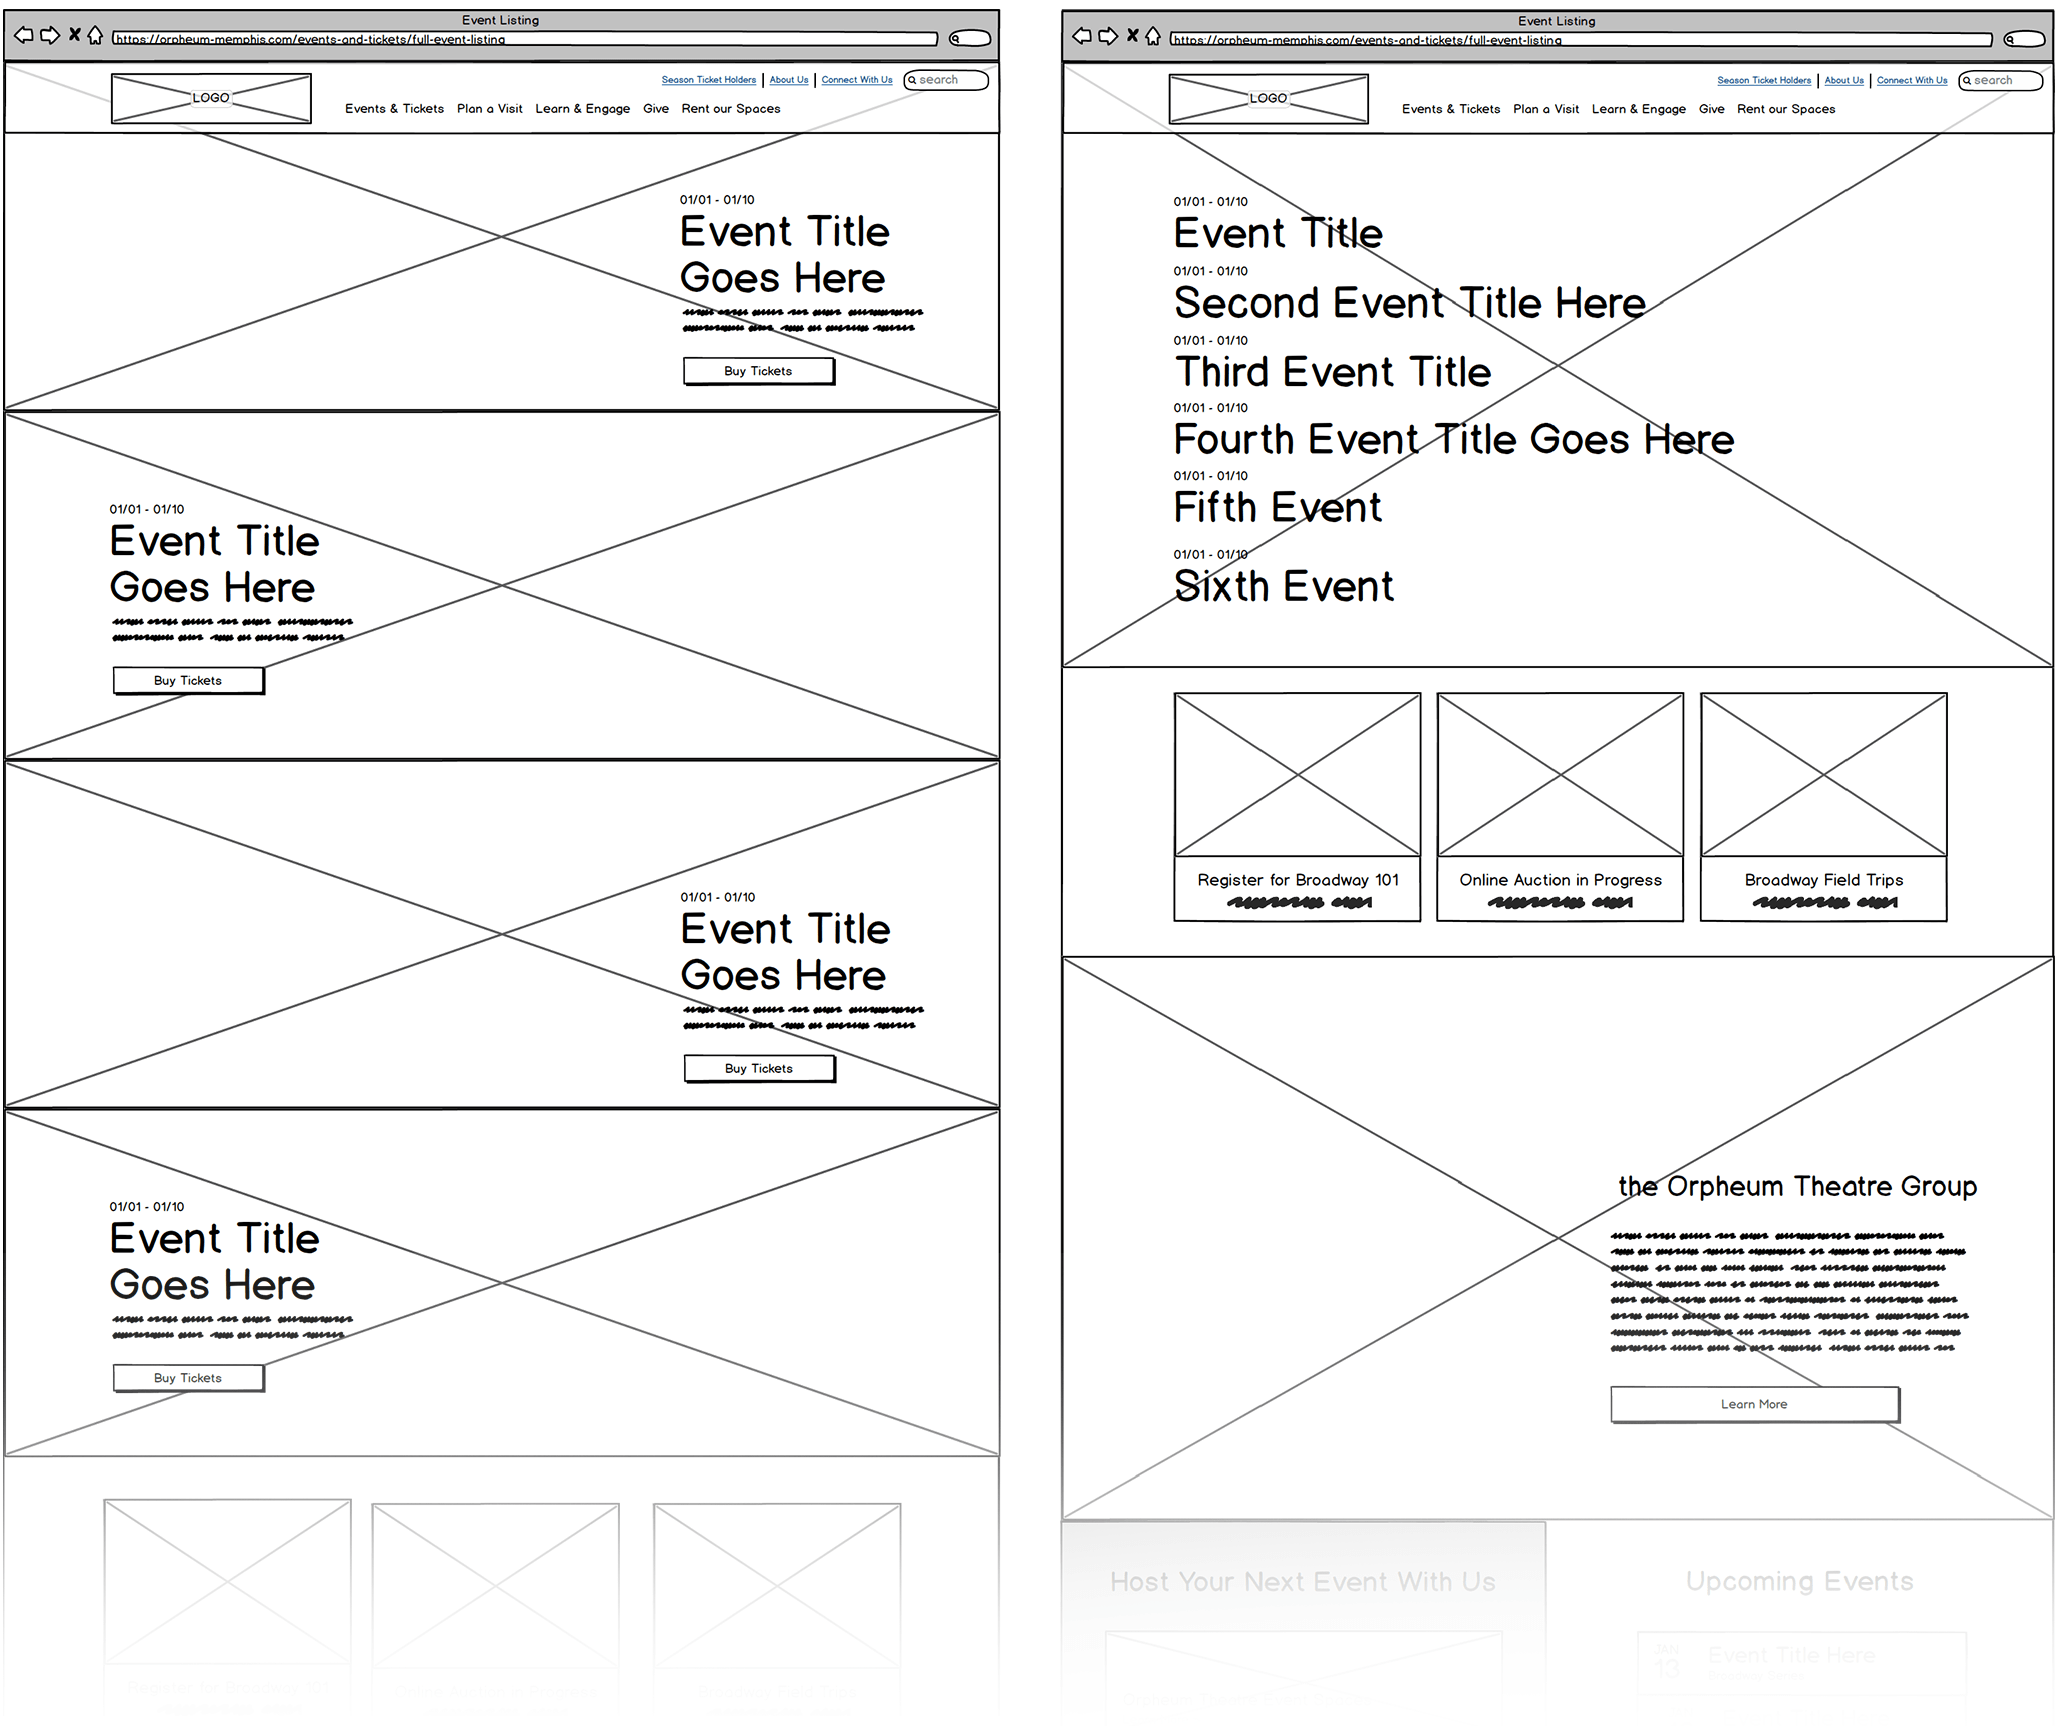 Event Listing
https://orpheum-memphis.com/events-and-tickets/full-event-listing
Season Ticket Holders | About Us | Connect With Us
search
LOGO
Events & Tickets Plan a Visit Learn & Engage Give Rent our Spaces
01/01 - 01/10
Event Title
Goes Here
Buy Tickets
01/01 - 01/10
Event Title
Goes Here
Buy Tickets
01/01 - 01/10
Event Title
Goes Here
Buy Tickets
01/01 - 01/10
Event Title
Goes Here
Buy Tickets
Broadway Field Trips
Event Listing
https://orpheum-memphis.com/events-and-tickets/full-event-listing
Season Ticket Holders | About Us | Connect With Us
search
LOGO
Events & Tickets Plan a Visit Learn & Engage Give Rent our Spaces
01/01 - 01/10
Event Title
01/01 - 01/10
Second Event Title Here
01/01 - 01/10
Third Event Title
01/01 - 01/10
Fourth Event Title Goes Here
01/01 - 01/10
Fifth Event
01/01 - 01/10
Sixth Event
Register for Broadway 101
Online Auction in Progress
Broadway Field Trips
the Orpheum Theatre Group
Learn More
Host Your Next Event With Us
Upcoming Events
JAN
13
Event Title Here